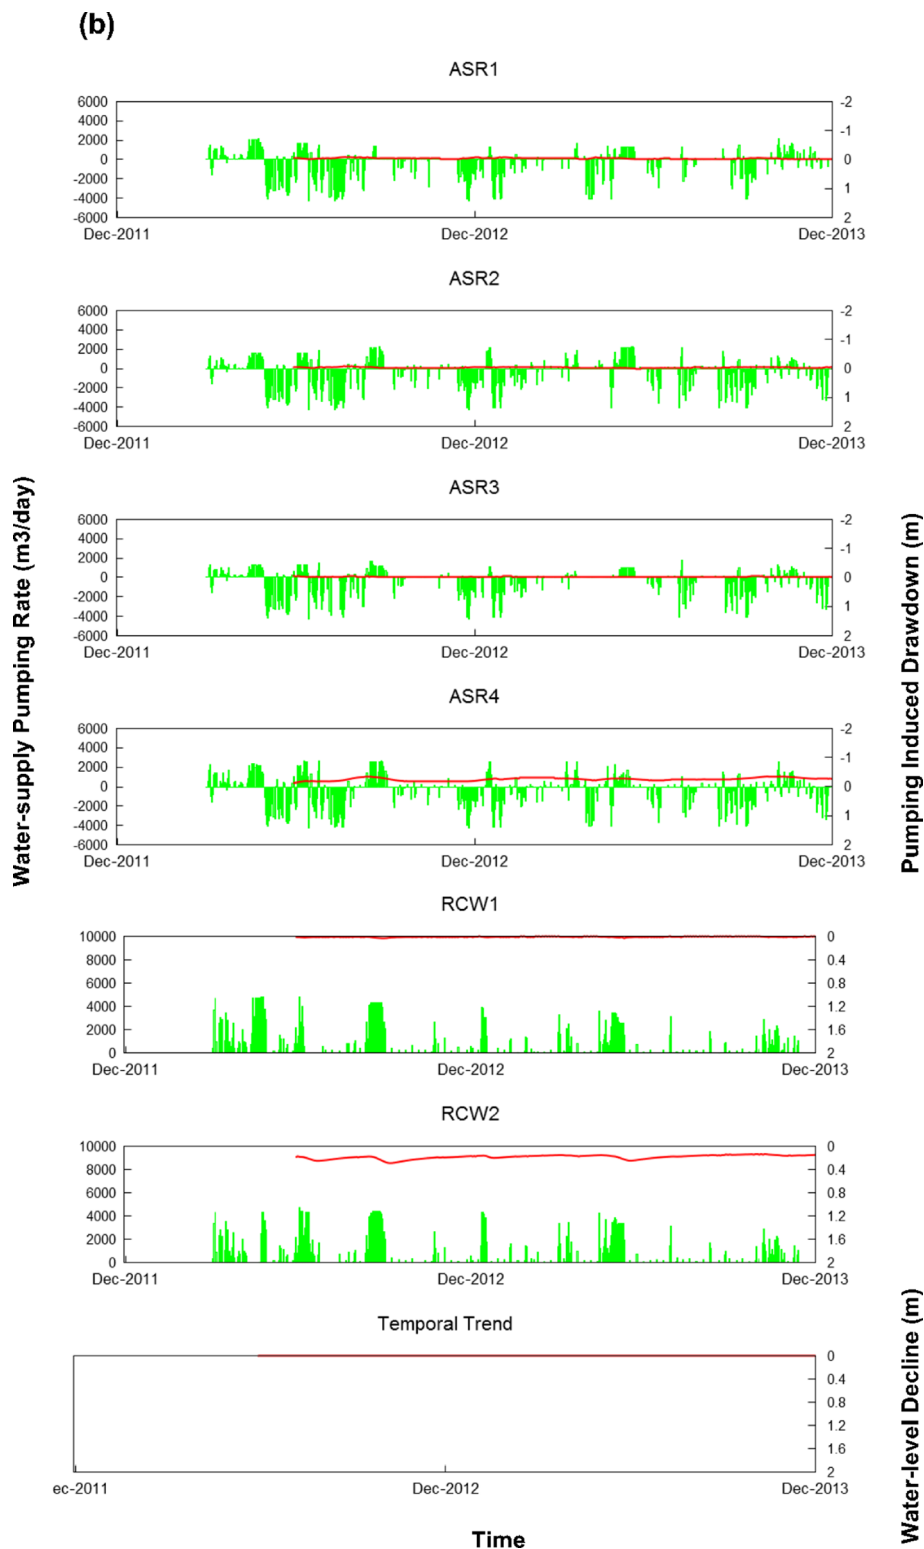 (b)
ASR1
6000
4000
2000
0
-2000
-4000
-6000
-2
-1
0
1
2
Dec-2011
Dec-2012
Dec-2013
ASR2
6000
4000
2000
0
-2000
-4000
-6000
-2
-1
0
1
2
Dec-2011
Dec-2012
Dec-2013
ASR3
6000
4000
2000
0
-2000
-4000
-6000
-2
-1
0
1
2
Dec-2011
Dec-2012
Dec-2013
ASR4
6000
4000
2000
0
-2000
-4000
-6000
-2
-1
0
1
2
Dec-2011
Dec-2012
Dec-2013
Water-supply Pumping Rate (m3/day)
Pumping Induced Drawdown (m)
RCW1
10000
8000
6000
4000
2000
0
0
0.4
0.8
1.2
1.6
2
Dec-2011
Dec-2012
Dec-2013
RCW2
10000
8000
6000
4000
2000
0
0
0.4
0.8
1.2
1.6
2
Dec-2011
Dec-2012
Dec-2013
Temporal Trend
0
0.4
0.8
1.2
1.6
2
ec-2011
Dec-2012
Dec-2013
Water-level Decline (m)
Time